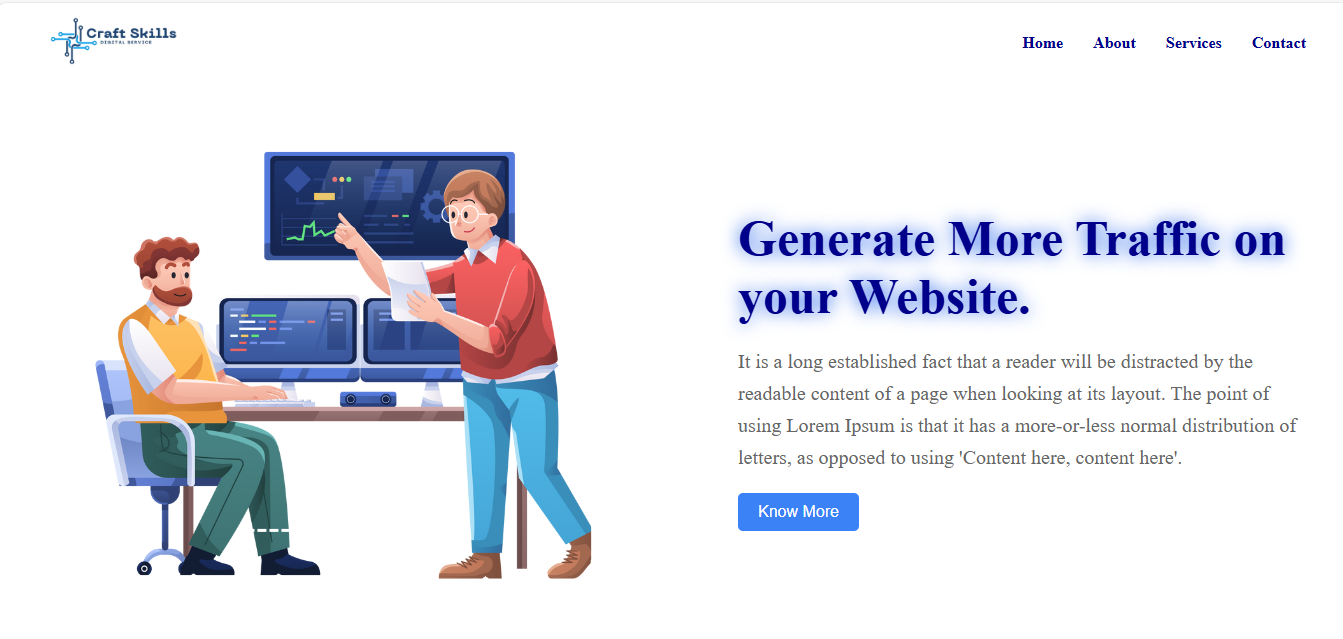 Craft Skills
DIGITAL SERVICE
Home About Services Contact
Generate More Traffic on
your Website.
It is a long established fact that a reader will be distracted by the
readable content of a page when looking at its layout. The point of
using Lorem Ipsum is that it has a more-or-less normal distribution of
letters, as opposed to using 'Content here, content here'.
Know More